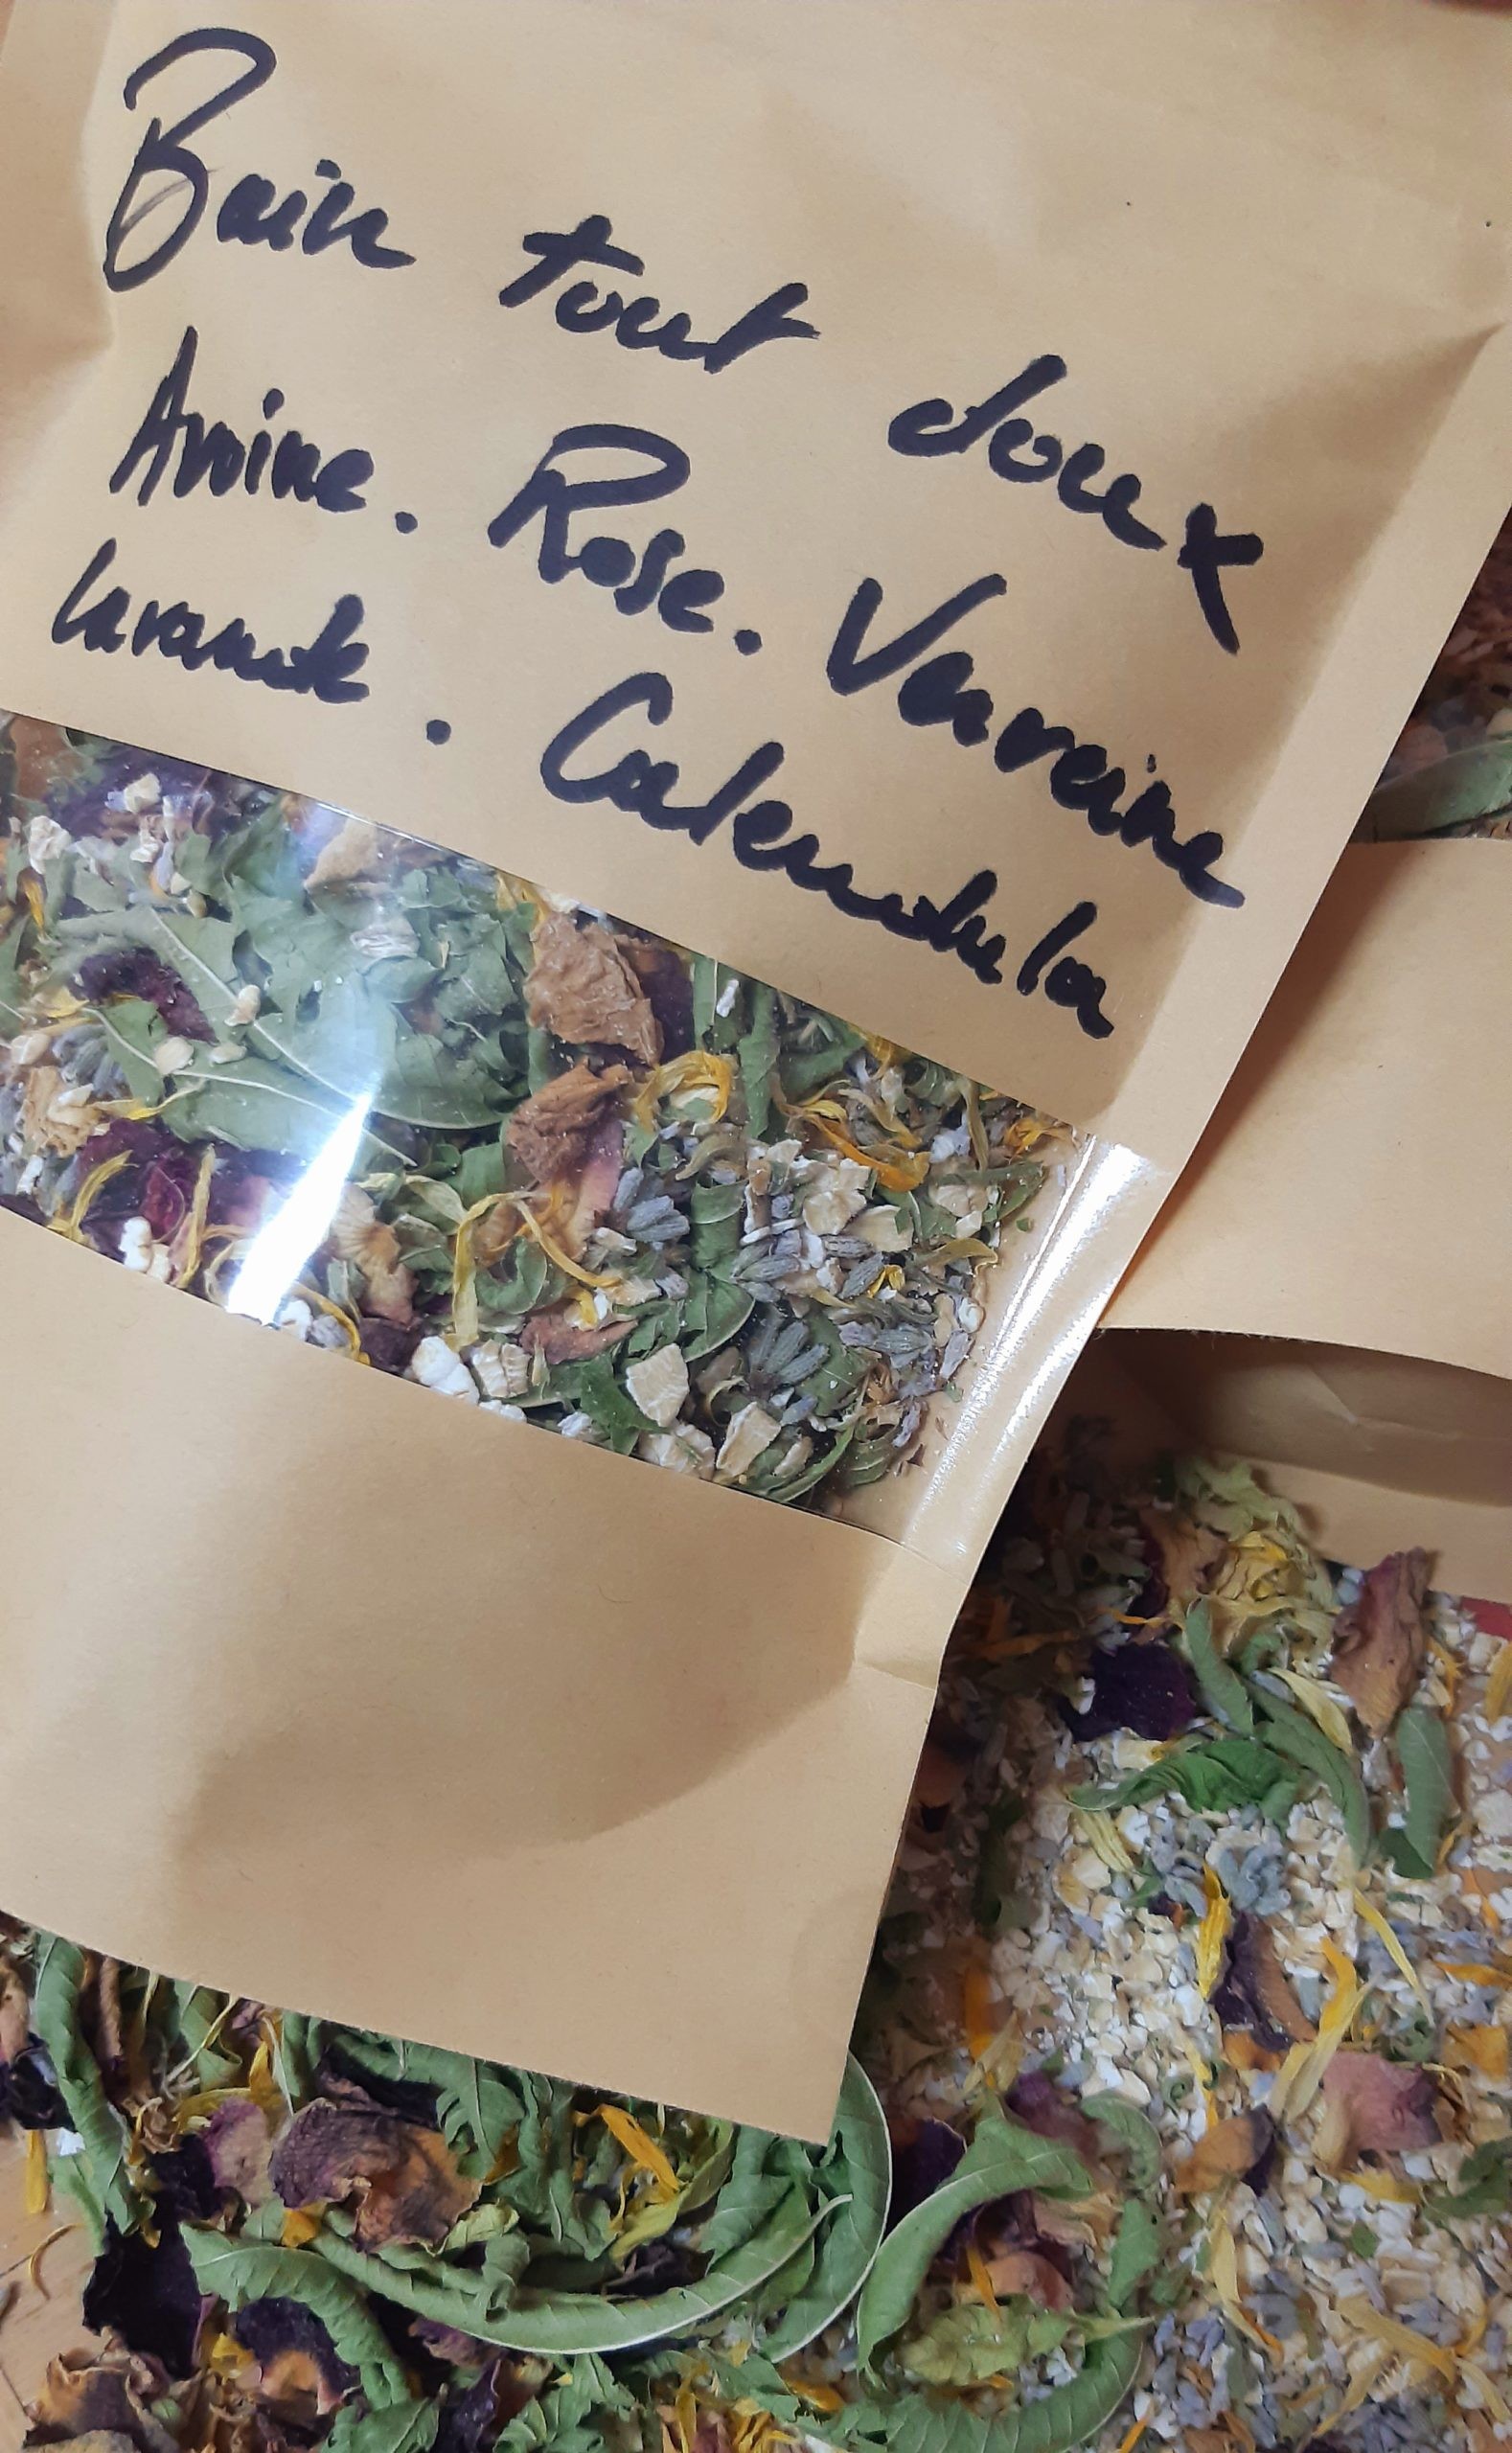 Bain tout doux
Avoine. Rose. Verveine
lavande. Calendula